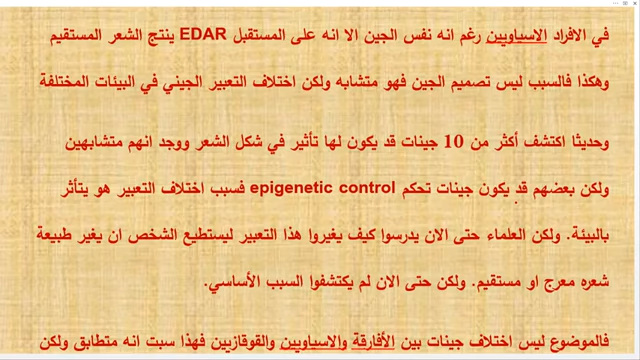 في الافراد الاسياويين رغم انه نفس الجين الا انه على المستقبل EDAR ينتج الشعر المستقيم
وهكذا فالسبب ليس تصميم الجين فهو متشابه ولكن اختلاف التعبير الجيني في البيئات المختلفة
وحديثا اكتشف أكثر من 10 جينات قد يكون لها تأثير في شكل الشعر ووجد انهم متشابهين
ولكن بعضهم قد يكون جينات تحكم epigenetic control فسبب اختلاف التعبير هو يتأثر
بالبيئة. ولكن العلماء حتى الان يدرسوا كيف يغيروا هذا التعبير ليستطيع الشخص ان يغير طبيعة
شعره معرج او مستقيم. ولكن حتى الان لم يكتشفوا السبب الأساسي.
فالموضوع ليس اختلاف جينات بين الأفارقة والاسياويين والقوقازيين فهذا سبت انه متطابق ولكن